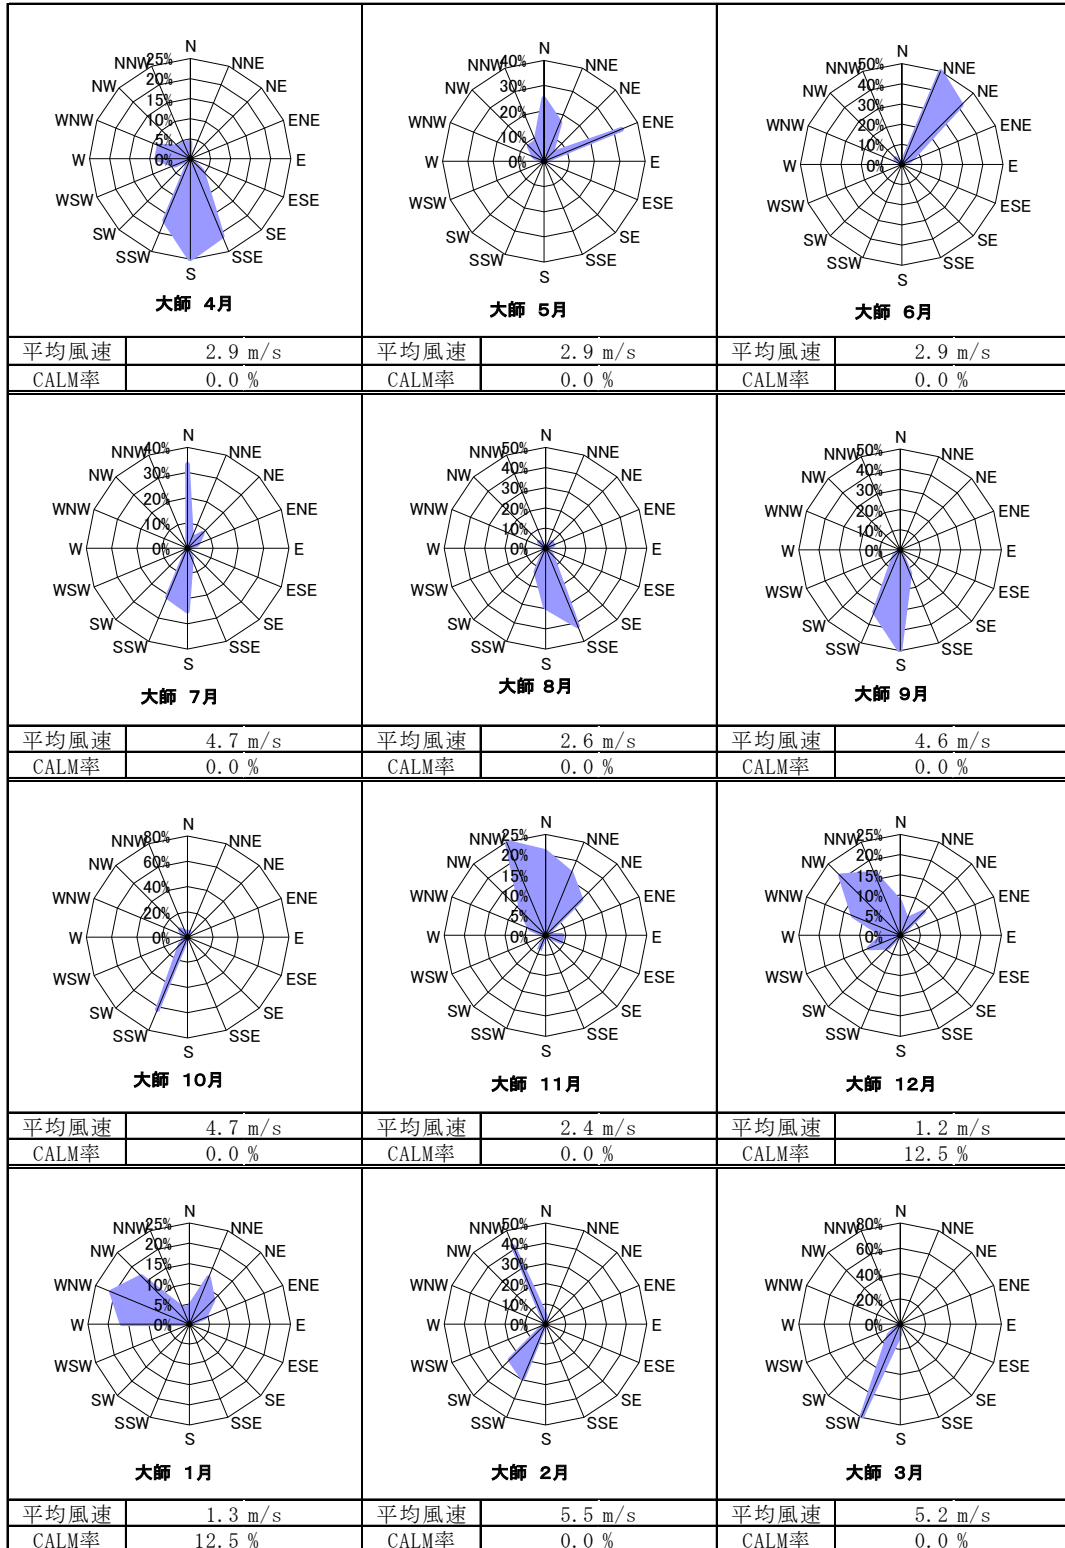 N
NNE
NE
ENE
E
ESE
SE
SSE
S
SSW
SW
WSW
W
WNW
NW
NNW
25%
20%
15%
10%
5%
0%
大師 4月
N
NNE
NE
ENE
E
ESE
SE
SSE
S
SSW
SW
WSW
W
WNW
NW
NNW
40%
30%
20%
10%
0%
大師 5月
N
NNE
NE
ENE
E
ESE
SE
SSE
S
SSW
SW
WSW
W
WNW
NW
NNW
50%
40%
30%
20%
10%
0%
大師 6月
平均風速 2.9 m/s 平均風速 2.9 m/s 平均風速 2.9 m/s
CALM率 0.0 % CALM率 0.0 % CALM率 0.0 %
N
NNE
NE
ENE
E
ESE
SE
SSE
S
SSW
SW
WSW
W
WNW
NW
NNW
40%
30%
20%
10%
0%
大師 7月
N
NNE
NE
ENE
E
ESE
SE
SSE
S
SSW
SW
WSW
W
WNW
NW
NNW
50%
40%
30%
20%
10%
0%
大師 8月
N
NNE
NE
ENE
E
ESE
SE
SSE
S
SSW
SW
WSW
W
WNW
NW
NNW
50%
40%
30%
20%
10%
0%
大師 9月
平均風速 4.7 m/s 平均風速 2.6 m/s 平均風速 4.6 m/s
CALM率 0.0 % CALM率 0.0 % CALM率 0.0 %
N
NNE
NE
ENE
E
ESE
SE
SSE
S
SSW
SW
WSW
W
WNW
NW
NNW
80%
60%
40%
20%
0%
大師 10月
N
NNE
NE
ENE
E
ESE
SE
SSE
S
SSW
SW
WSW
W
WNW
NW
NNW
25%
20%
15%
10%
5%
0%
大師 11月
N
NNE
NE
ENE
E
ESE
SE
SSE
S
SSW
SW
WSW
W
WNW
NW
NNW
25%
20%
15%
10%
5%
0%
大師 12月
平均風速 4.7 m/s 平均風速 2.4 m/s 平均風速 1.2 m/s
CALM率 0.0 % CALM率 0.0 % CALM率 12.5 %
N
NNE
NE
ENE
E
ESE
SE
SSE
S
SSW
SW
WSW
W
WNW
NW
NNW
25%
20%
15%
10%
5%
0%
大師 1月
N
NNE
NE
ENE
E
ESE
SE
SSE
S
SSW
SW
WSW
W
WNW
NW
NNW
50%
40%
30%
20%
10%
0%
大師 2月
N
NNE
NE
ENE
E
ESE
SE
SSE
S
SSW
SW
WSW
W
WNW
NW
NNW
80%
60%
40%
20%
0%
大師 3月
平均風速 1.3 m/s 平均風速 5.5 m/s 平均風速 5.2 m/s
CALM率 12.5 % CALM率 0.0 % CALM率 0.0 %